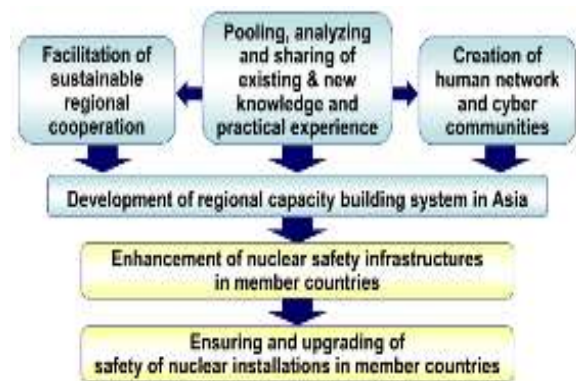 Facilitation of
sustainable
regional
cooperation
Pooling, analyzing
and sharing of
existing & new
knowledge and
practical experience
Creation of
human network
and cyber
communities
Development of regional capacity building system in Asia
Enhancement of nuclear safety infrastructures
in member countries
Ensuring and upgrading of
safety of nuclear installations in member countries